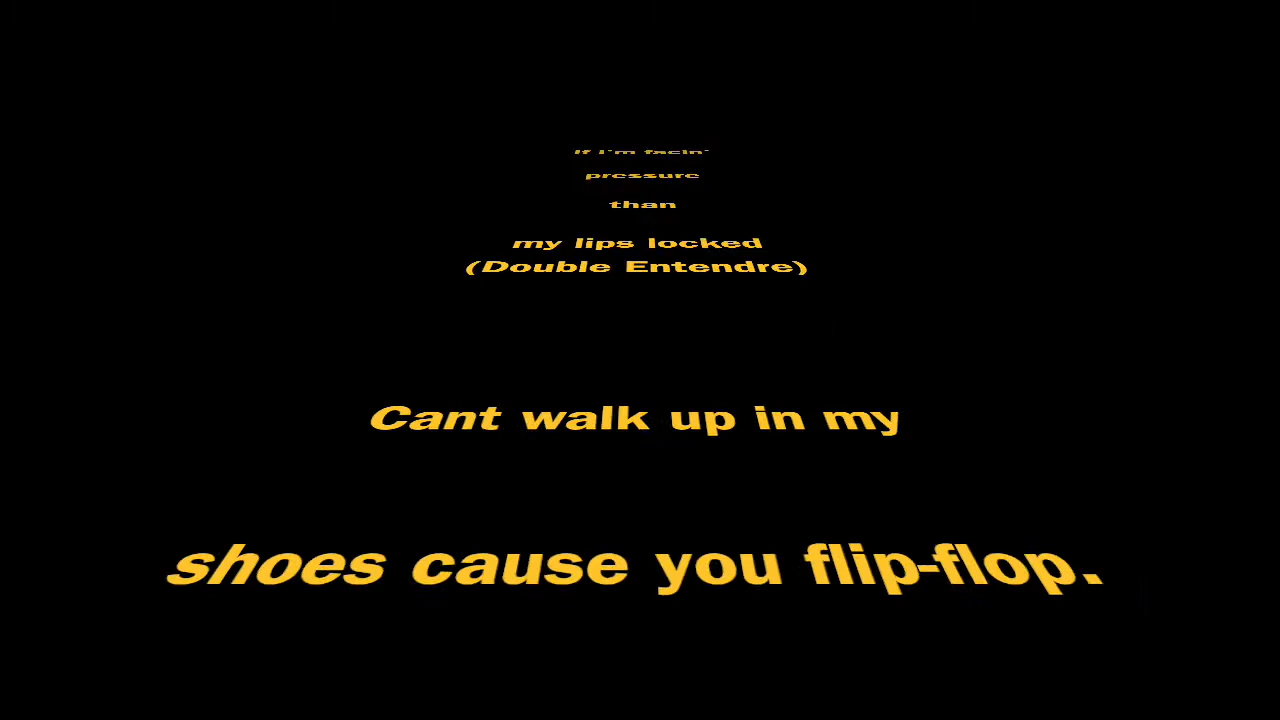 If I'm facin'
pressure
than
my lips locked
(Double Entendre)
Cant walk up in my
shoes cause you flip-flop.